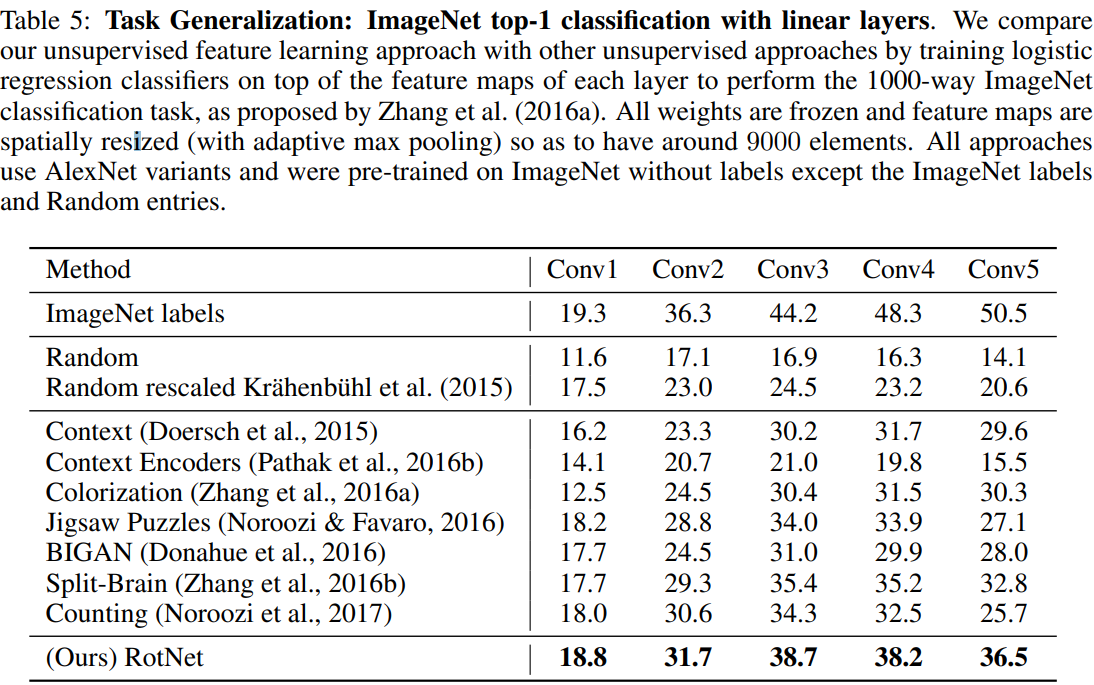 Table 5: Task Generalization: ImageNet top-1 classification with linear layers. We compare
our unsupervised feature learning approach with other unsupervised approaches by training logistic
regression classifiers on top of the feature maps of each layer to perform the 1000-way ImageNet
classification task, as proposed by Zhang et al. (2016a). All weights are frozen and feature maps are
spatially resized (with adaptive max pooling) so as to have around 9000 elements. All approaches
use AlexNet variants and were pre-trained on ImageNet without labels except the ImageNet labels
and Random entries.
Method Conv1 Conv2 Conv3 Conv4 Conv5
ImageNet labels 19.3 36.3 44.2 48.3 50.5
Random 11.6 17.1 16.9 16.3 14.1
Random rescaled Krähenbühl et al. (2015) 17.5 23.0 24.5 23.2 20.6
Context (Doersch et al., 2015) 16.2 23.3 30.2 31.7 29.6
Context Encoders (Pathak et al., 2016b) 14.1 20.7 21.0 19.8 15.5
Colorization (Zhang et al., 2016a) 12.5 24.5 30.4 31.5 30.3
Jigsaw Puzzles (Noroozi & Favaro, 2016) 18.2 28.8 34.0 33.9 27.1
BIGAN (Donahue et al., 2016) 17.7 24.5 31.0 29.9 28.0
Split-Brain (Zhang et al., 2016b) 17.7 29.3 35.4 35.2 32.8
Counting (Noroozi et al., 2017) 18.0 30.6 34.3 32.5 25.7
(Ours) RotNet 18.8 31.7 38.7 38.2 36.5